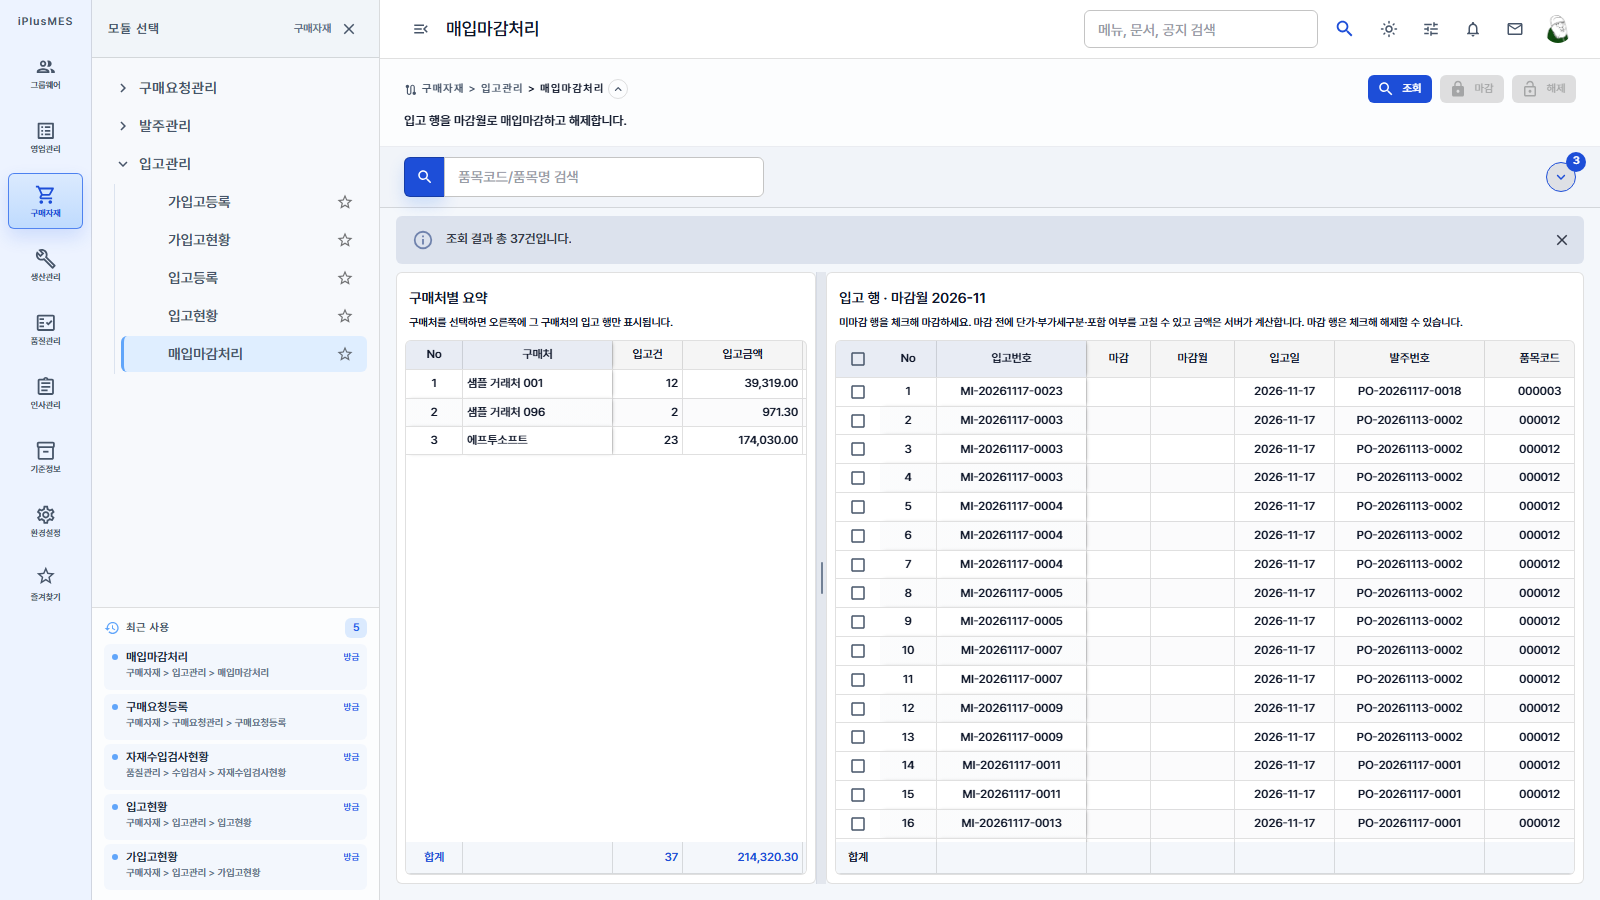 iPlusMES
그룹웨어
영업관리
구매자재
생산관리
품질관리
인사관리
기준정보
환경설정
즐겨찾기
모듈 선택
구매자재
구매요청관리
발주관리
입고관리
가입고등록
가입고현황
입고등록
입고현황
매입마감처리
최근 사용
5
매입마감처리
방금
구매자재 > 입고관리 > 매입마감처리
구매요청등록
방금
구매자재 > 구매요청관리 > 구매요청등록
자재수입검사현황
방금
품질관리 > 수입검사 > 자재수입검사현황
입고현황
방금
구매자재 > 입고관리 > 입고현황
가입고현황
방금
구매자재 > 입고관리 > 가입고현황
매입마감처리
메뉴, 문서, 공지 검색
구매자재 > 입고관리 > 매입마감처리
입고 행을 마감월로 매입마감하고 해제합니다.
조회
마감
해제
품목코드/품목명 검색
3
조회 결과 총 37건입니다.
구매처별 요약
구매처를 선택하면 오른쪽에 그 구매처의 입고 행만 표시됩니다.
No 구매처 입고건 입고금액
1 샘플 거래처 001 12 39,319.00
2 샘플 거래처 096 2 971.30
3 에프투소프트 23 174,030.00
합계 37 214,320.30
입고 행 · 마감월 2026-11
미마감 행을 체크해 마감하세요. 마감 전에 단가·부가세구분·포함 여부를 고칠 수 있고 금액은 서버가 계산합니다. 마감 행은 체크해 해제할 수 있습니다.
No 입고번호 마감 마감월 입고일 발주번호 품목코드
1 MI-20261117-0023 2026-11-17 PO-20261117-0018 000003
2 MI-20261117-0003 2026-11-17 PO-20261113-0002 000012
3 MI-20261117-0003 2026-11-17 PO-20261113-0002 000012
4 MI-20261117-0003 2026-11-17 PO-20261113-0002 000012
5 MI-20261117-0004 2026-11-17 PO-20261113-0002 000012
6 MI-20261117-0004 2026-11-17 PO-20261113-0002 000012
7 MI-20261117-0004 2026-11-17 PO-20261113-0002 000012
8 MI-20261117-0005 2026-11-17 PO-20261113-0002 000012
9 MI-20261117-0005 2026-11-17 PO-20261113-0002 000012
10 MI-20261117-0007 2026-11-17 PO-20261113-0002 000012
11 MI-20261117-0007 2026-11-17 PO-20261113-0002 000012
12 MI-20261117-0009 2026-11-17 PO-20261113-0002 000012
13 MI-20261117-0009 2026-11-17 PO-20261113-0002 000012
14 MI-20261117-0011 2026-11-17 PO-20261117-0001 000012
15 MI-20261117-0011 2026-11-17 PO-20261117-0001 000012
16 MI-20261117-0013 2026-11-17 PO-20261117-0001 000012
합계